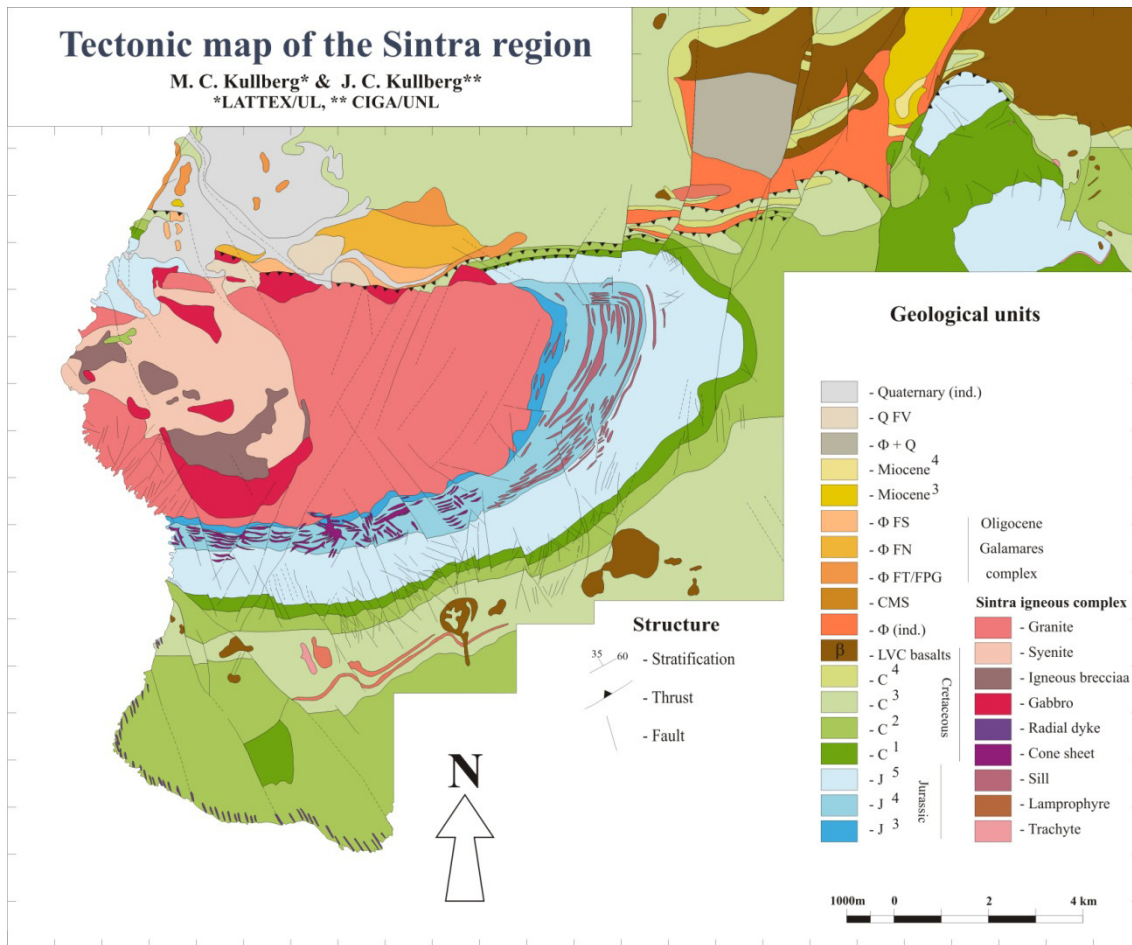 Tectonic map of the Sintra region
M. C. Kullberg* & J. C. Kullberg**
*LATTEX/UL, ** CIGA/UNL
Geological units
- Quaternary (ind.)
- Q FV
- Φ + Q
- Miocene 4
- Miocene 3
- Φ FS
- Φ FN
- Φ FT/FPG
- CMS
- Φ (ind.)
β - LVC basalts
- C 4
- C 3
- C 2
- C 1
- J 5
- J 4
- J 3
Oligocene
Galamares
complex
Cretaceous
Jurassic
Sintra igneous complex
- Granite
- Syenite
- Igneous brecciaa
- Gabbro
- Radial dyke
- Cone sheet
- Sill
- Lamprophyre
- Trachyte
Structure
35 60 - Stratification
- Thrust
- Fault
N
1000m 0 2 4 km